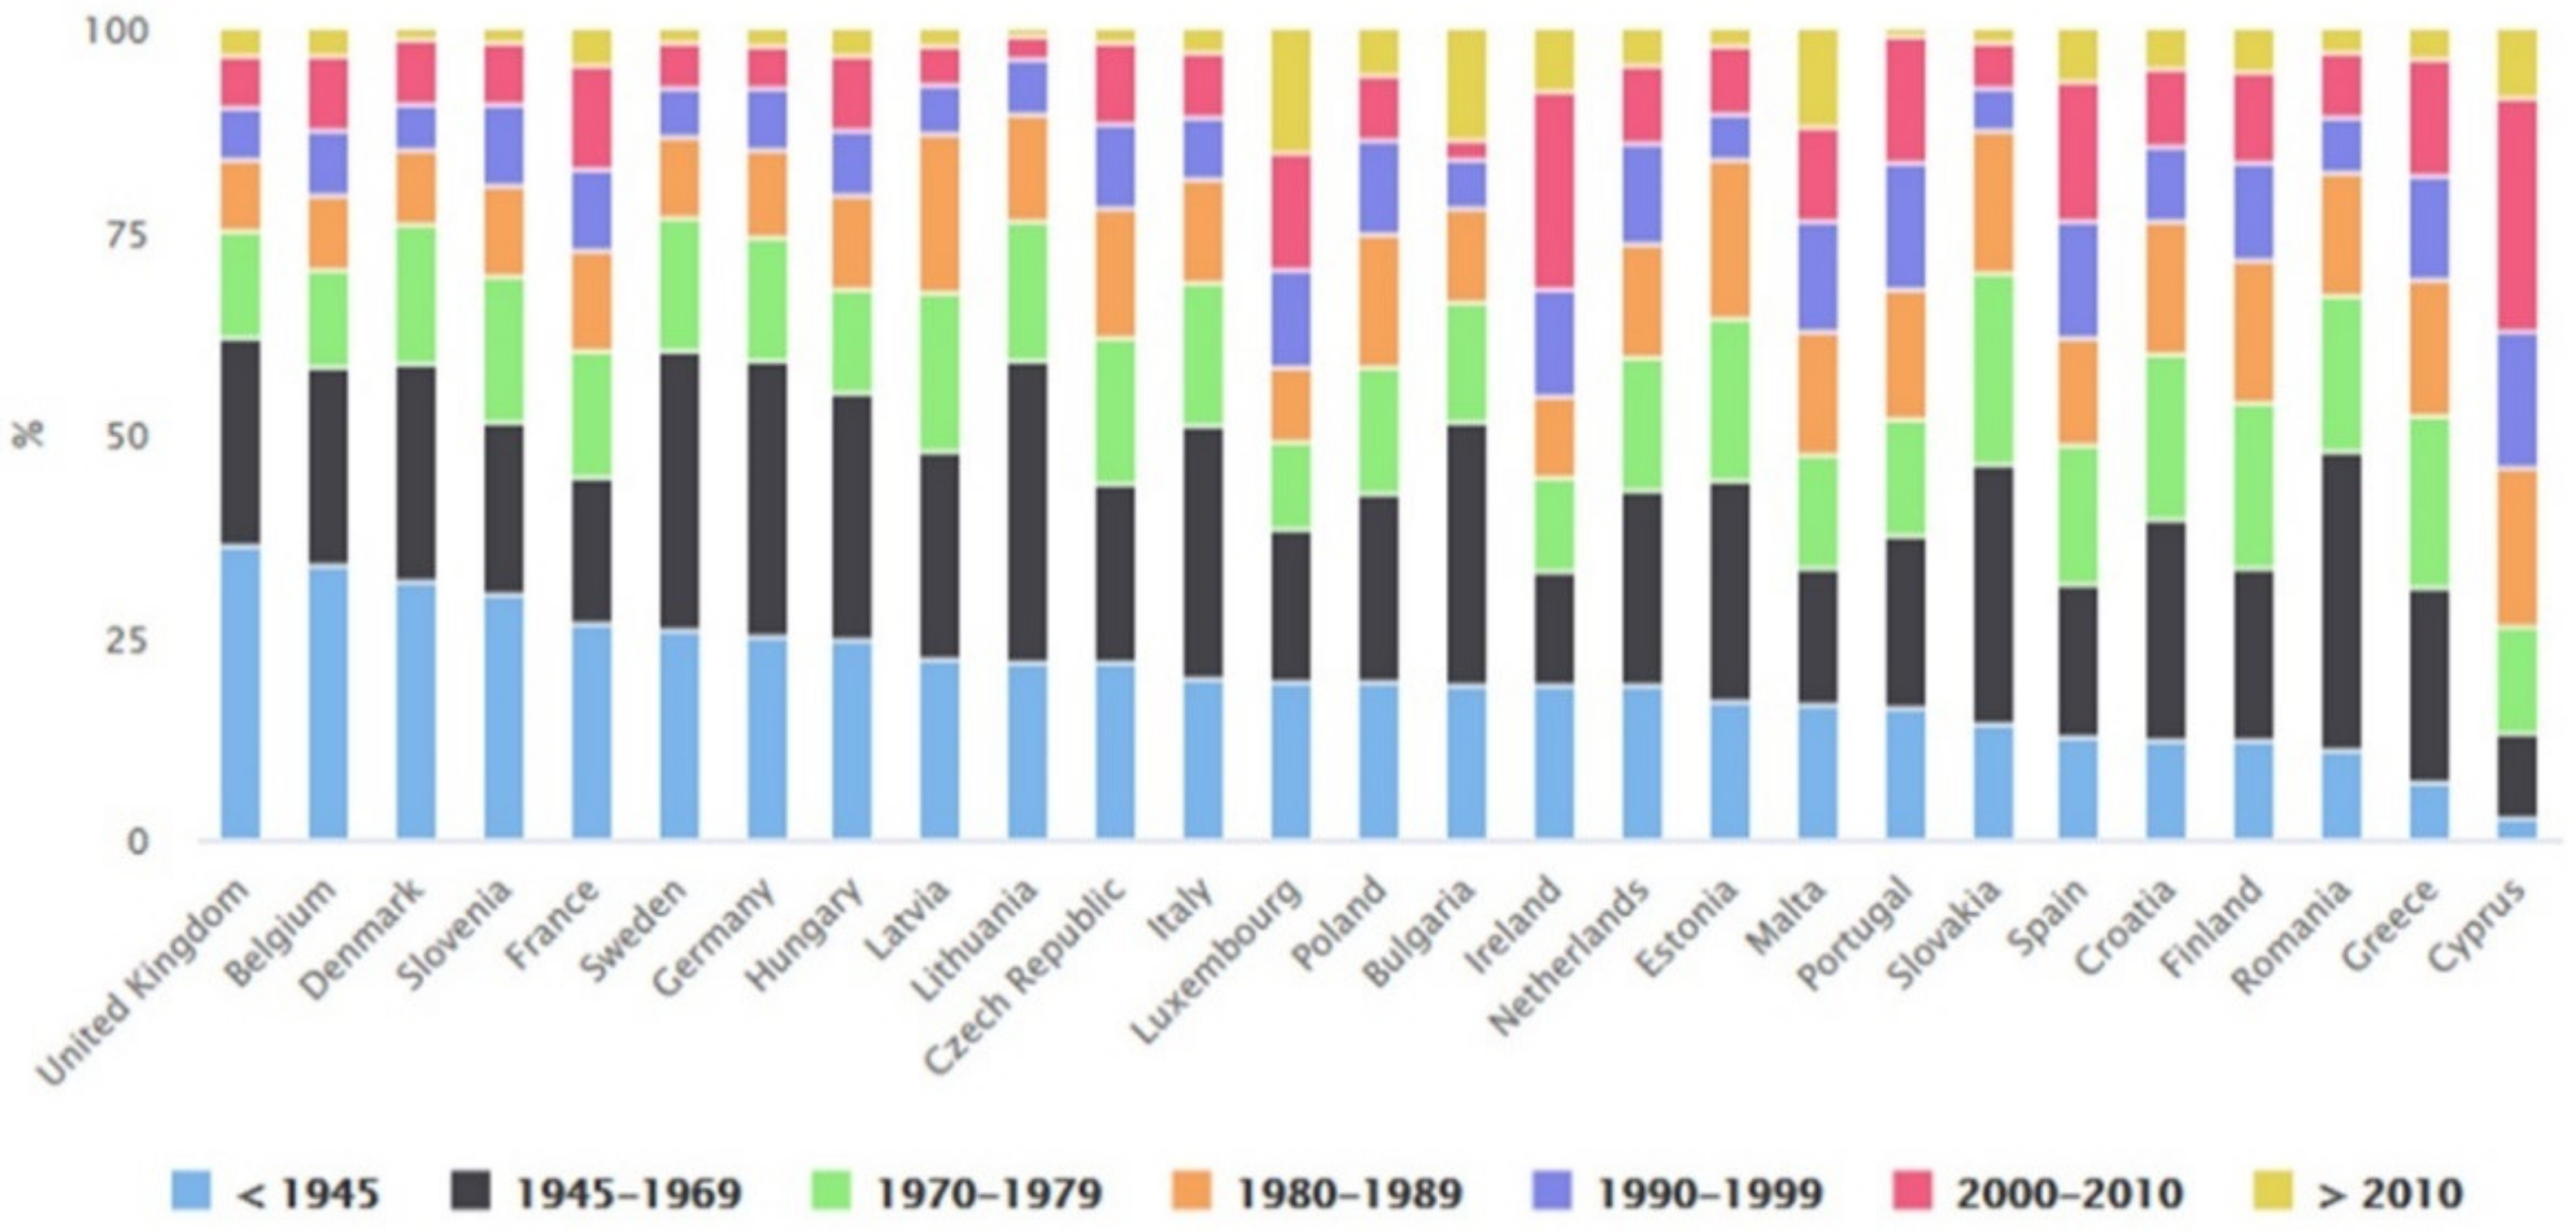 100
75
50
25
0
%
United Kingdom
Belgium
Denmark
Slovenia
France
Sweden
Germany
Hungary
Latvia
Lithuania
Czech Republic
Italy
Luxembourg
Poland
Bulgaria
Ireland
Netherlands
Estonia
Malta
Portugal
Slovakia
Spain
Croatia
Finland
Romania
Greece
Cyprus
< 1945 1945–1969 1970–1979 1980–1989 1990–1999 2000–2010 > 2010